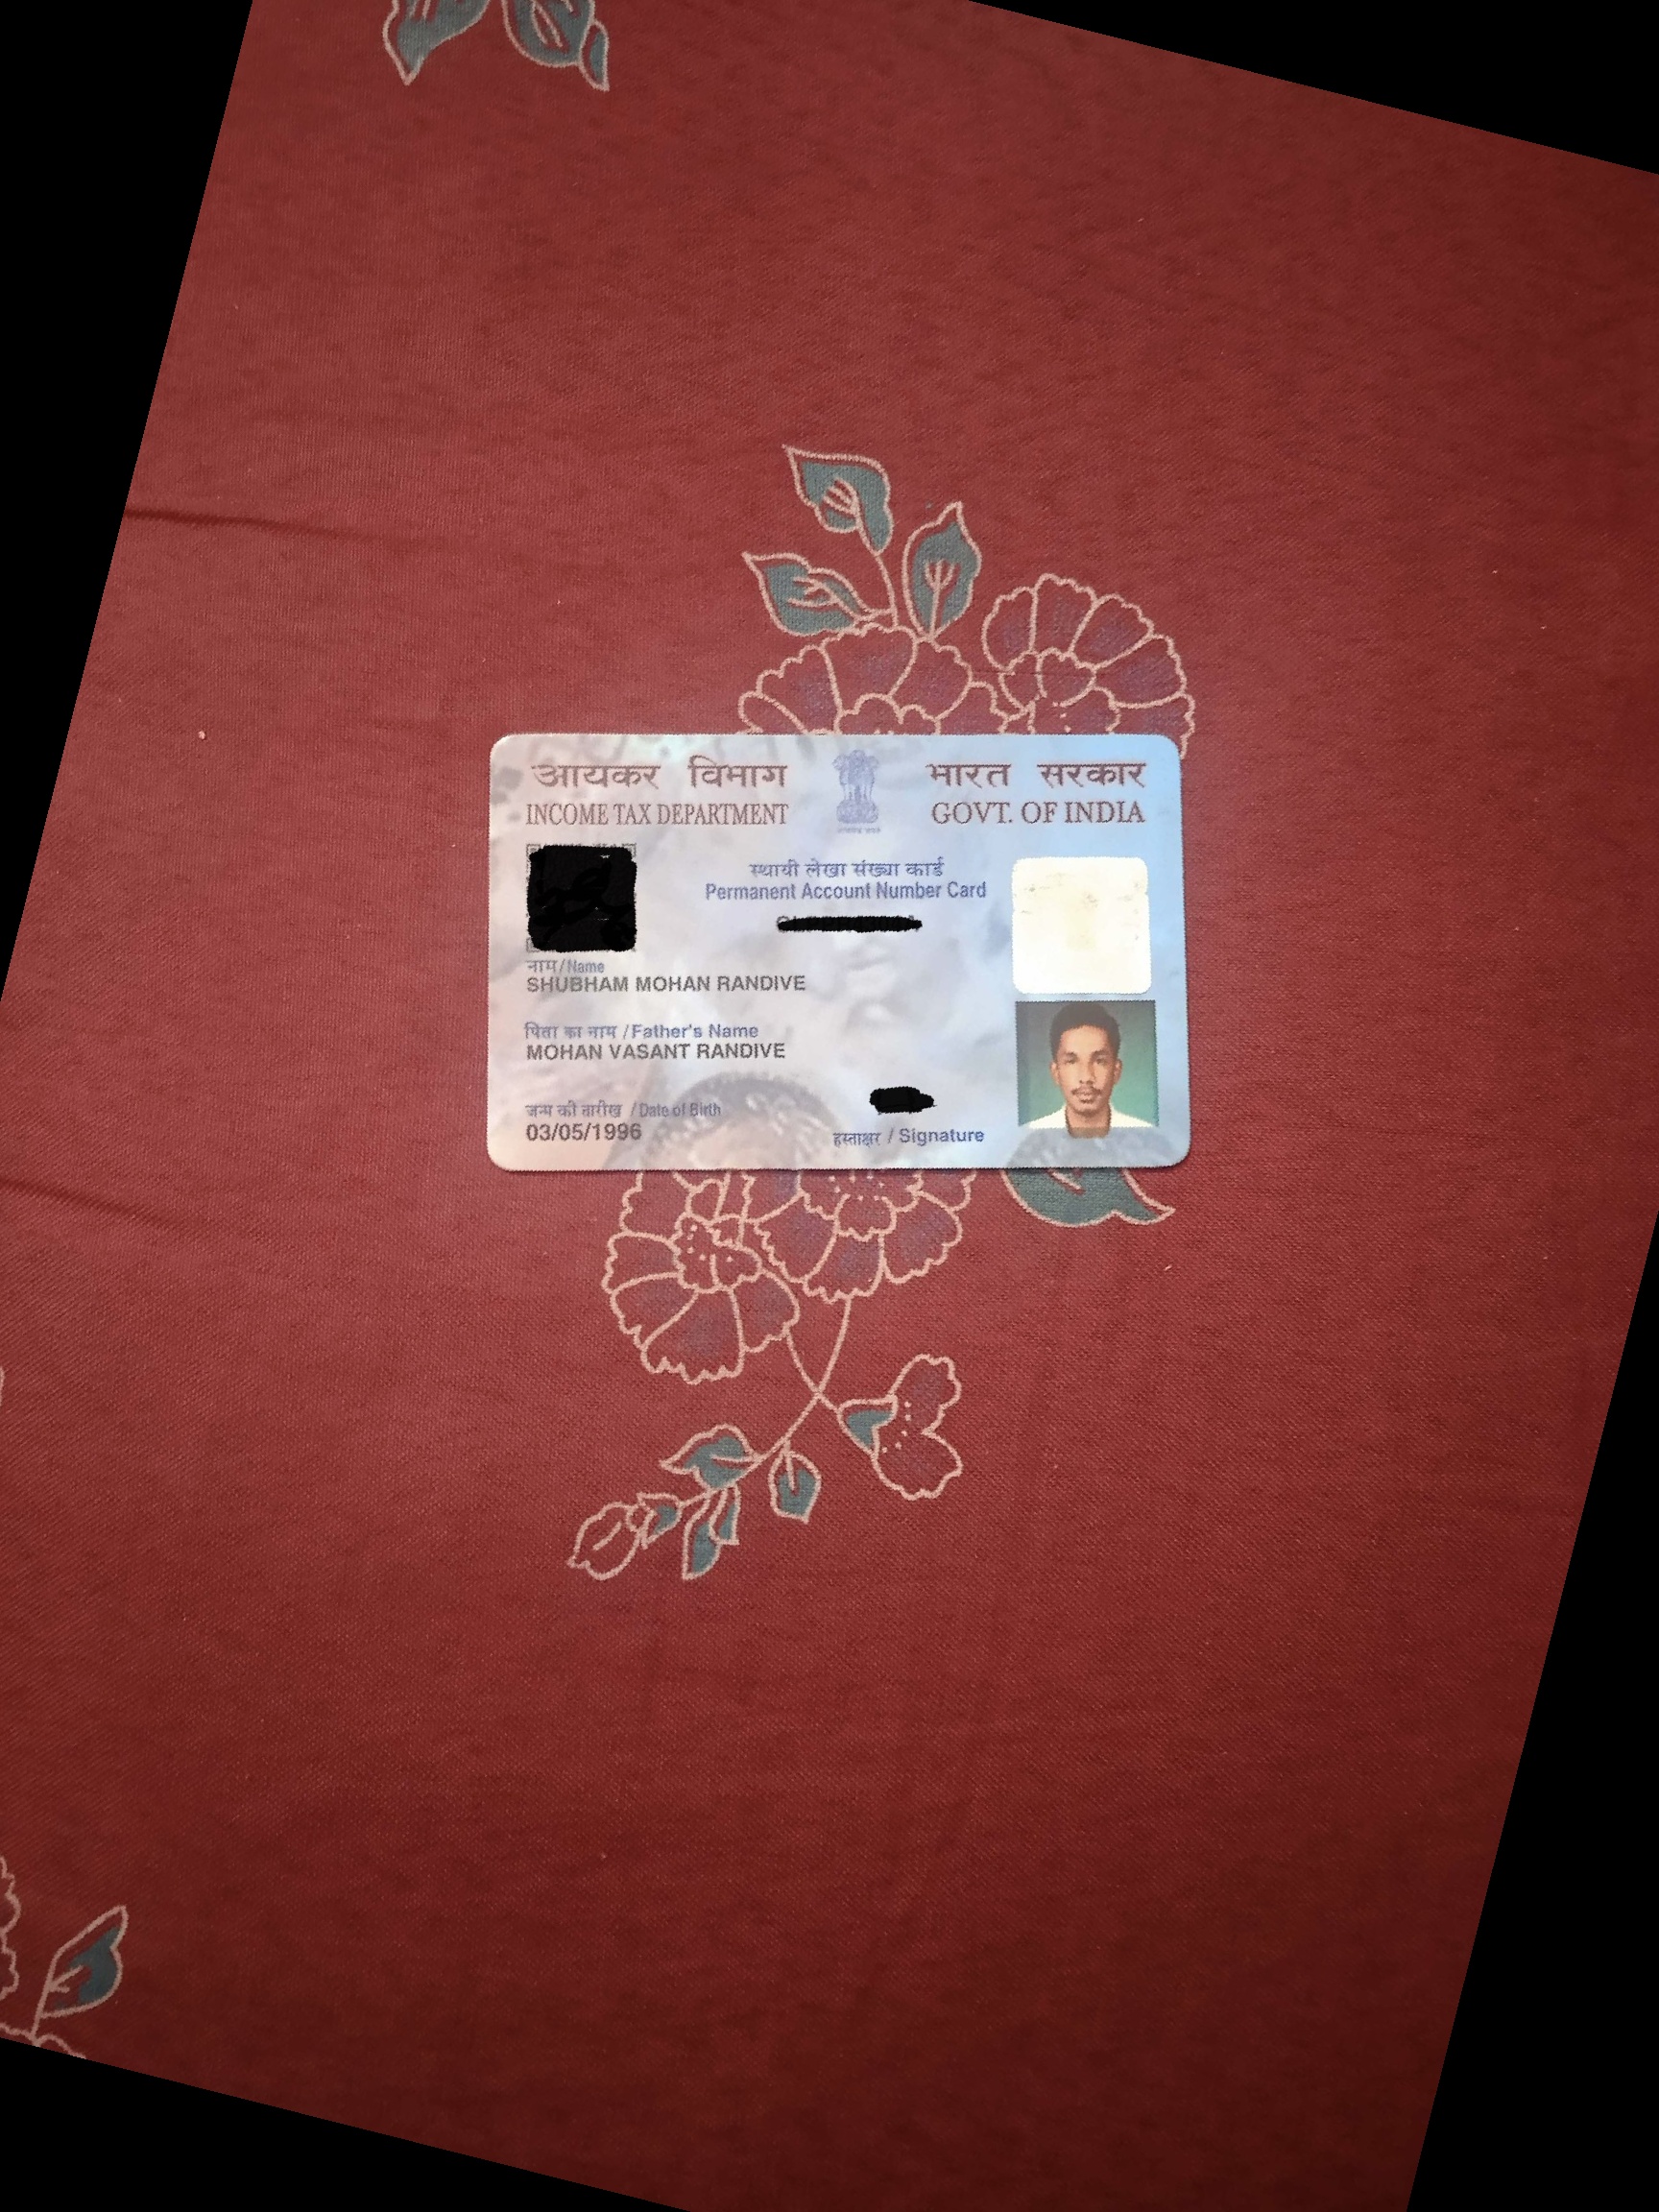 आयकर विभाग भारत सरकार
INCOME TAX DEPARTMENT GOVT. OF INDIA
स्थायी लेखा संख्या कार्ड
Permanent Account Number Card
नाम/Name
SHUBHAM MOHAN RANDIVE
पिता का नाम /Father's Name
MOHAN VASANT RANDIVE
जन्म की तारीख /Date of Birth
03/05/1996
हस्ताक्षर / Signature